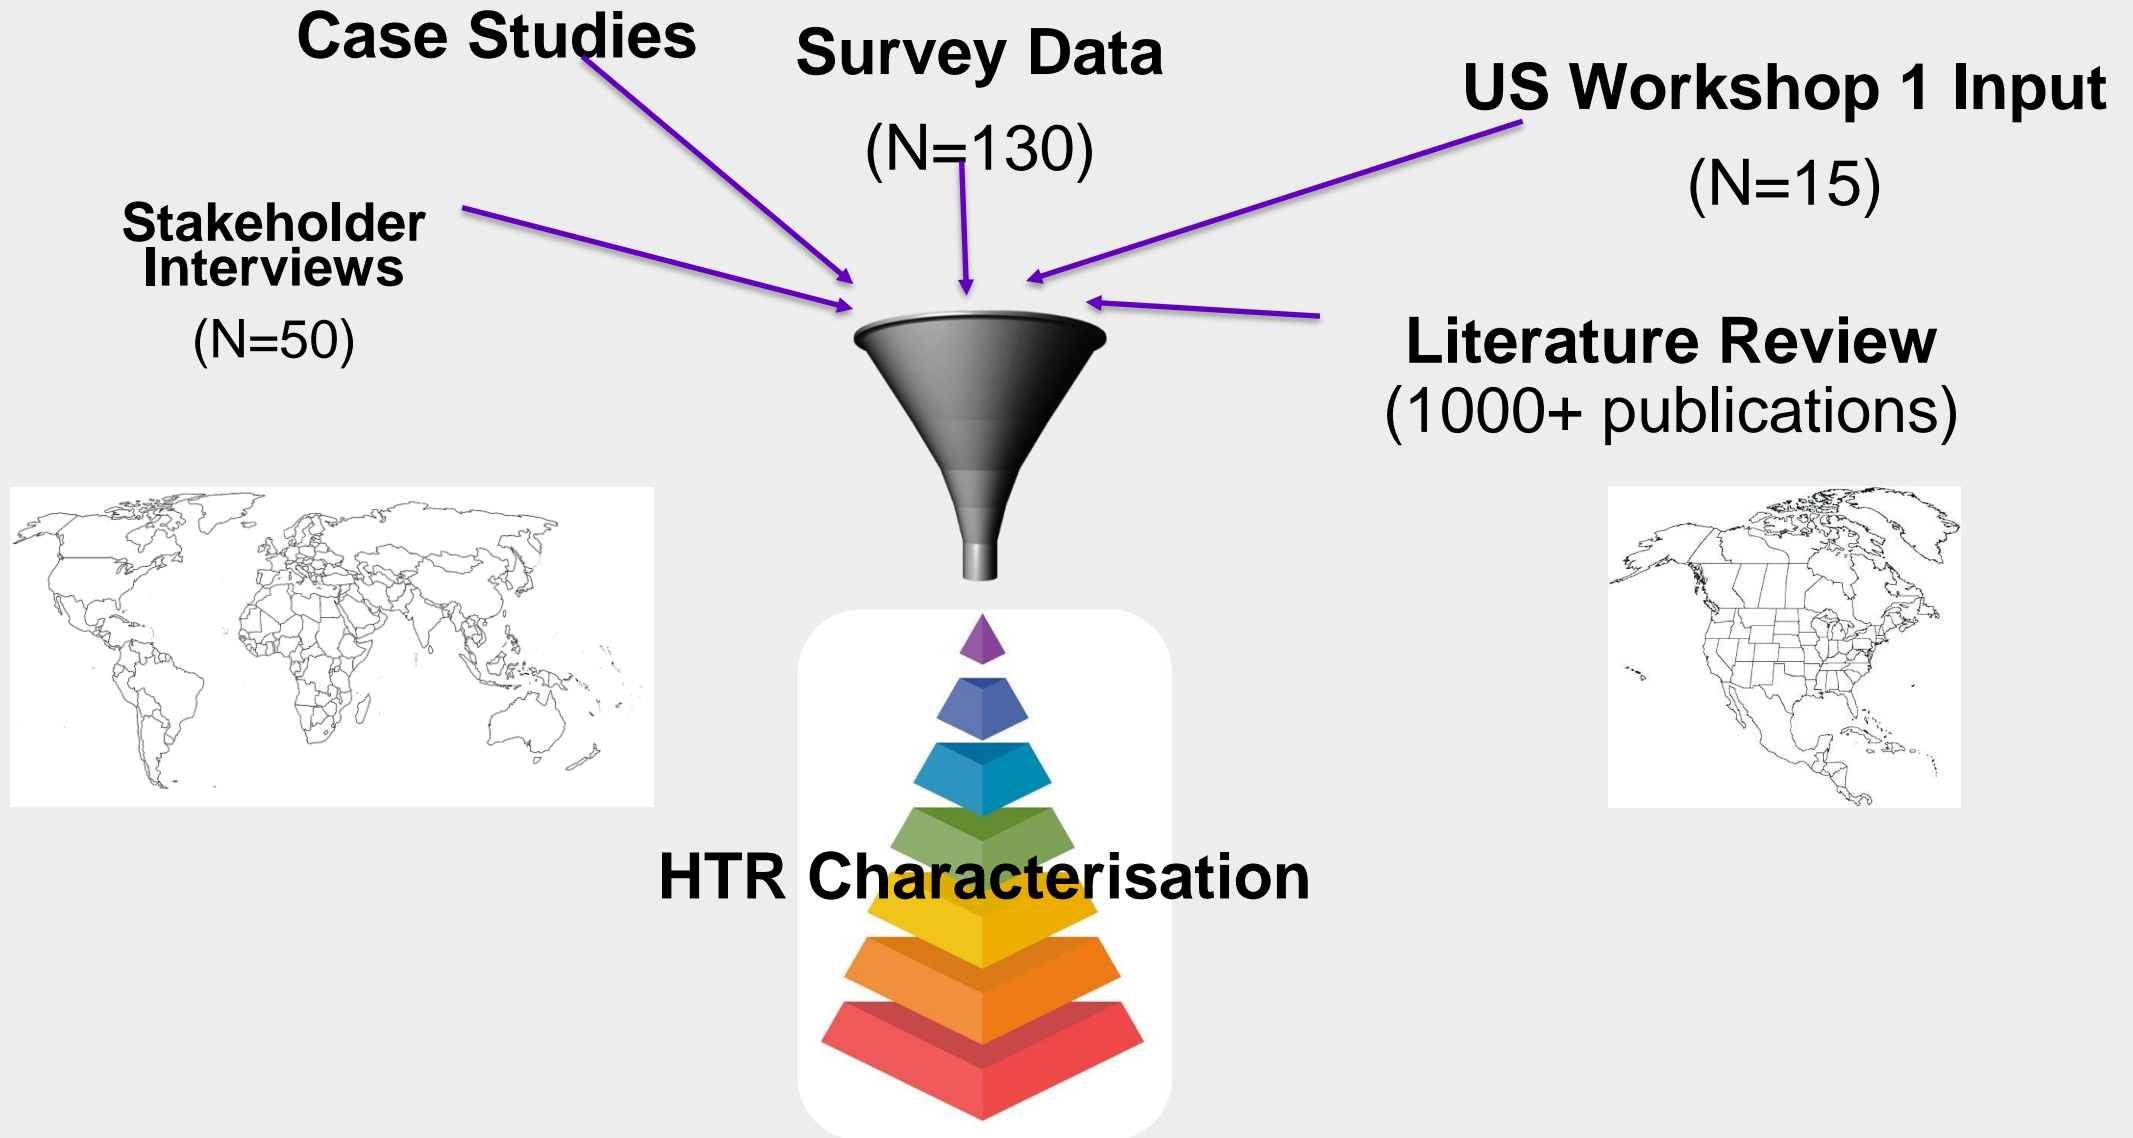 Case Studies
Survey Data
(N=130)
US Workshop 1 Input
(N=15)
Stakeholder
Interviews
(N=50)
Literature Review
(1000+ publications)
HTR Characterisation